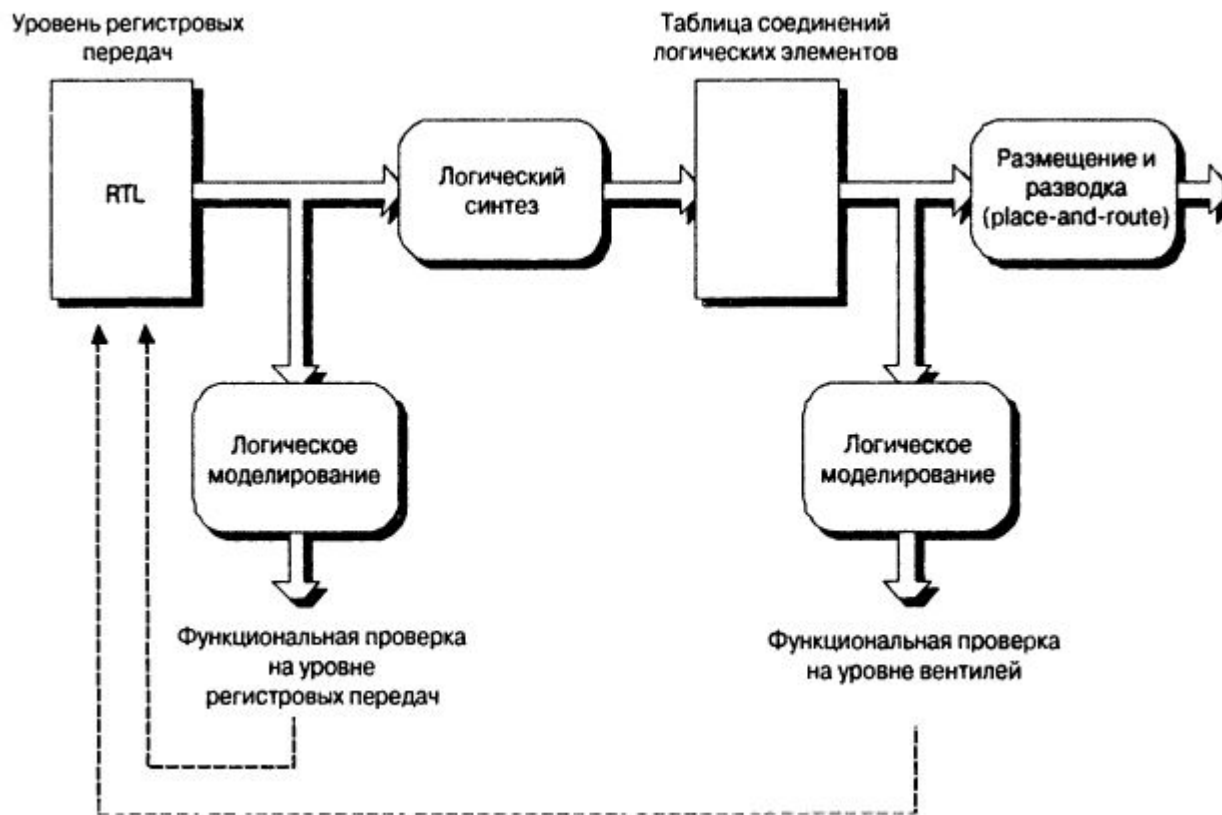 Уровень регистровых
передач
Таблица соединений
логических элементов
RTL
Логический
синтез
Размещение и
разводка
(place-and-route)
Логическое
моделирование
Логическое
моделирование
Функциональная проверка
на уровне
регистровых передач
Функциональная проверка
на уровне вентилей